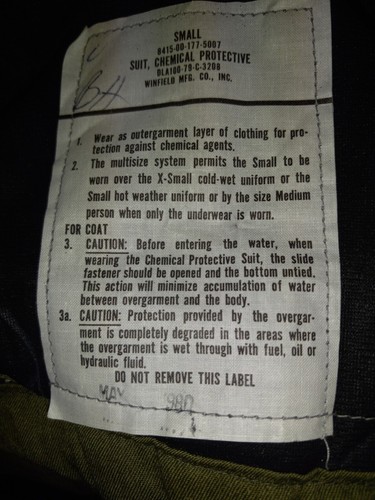 SMALL
8415-00-177-5007
SUIT, CHEMICAL PROTECTIVE
DLA100-79-C-3208
WINFIELD MFG. CO., INC.
1. Wear as outergarment layer of clothing for pro-
tection against chemical agents.
2. The multisize system permits the Small to be
worn over the X-Small cold-wet uniform or the
Small hot weather uniform or by the size Medium
person when only the underwear is worn.
FOR COAT
3. CAUTION: Before entering the water, when
wearing the Chemical Protective Suit, the slide
fastener should be opened and the bottom untied.
This action will minimize accumulation of water
between overgarment and the body.
3a. CAUTION: Protection provided by the overgar-
ment is completely degraded in the areas where
the overgarment is wet through with fuel, oil or
hydraulic fluid.
DO NOT REMOVE THIS LABEL
MAY 980